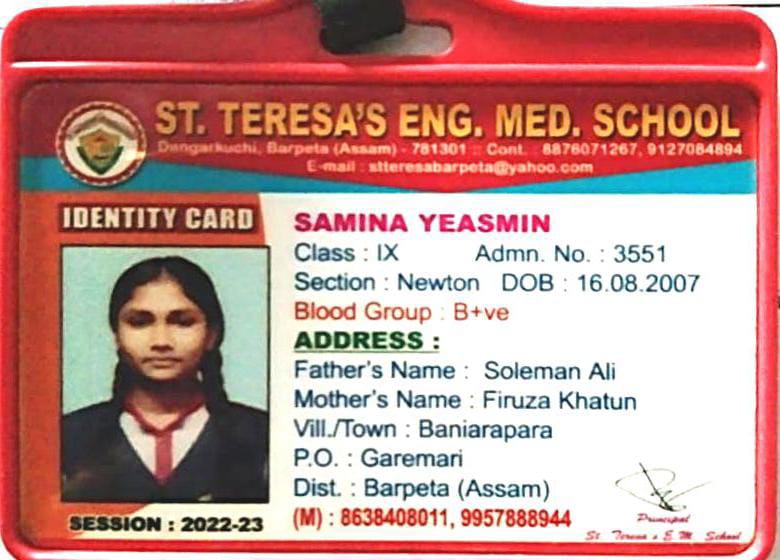 ST. TERESA'S ENG. MED. SCHOOL
Dangarkuchi, Barpeta (Assam) - 781301 :: Cont. : 8876071267, 9127084894
E-mail : stteresabarpeta@yahoo.com
IDENTITY CARD
SAMINA YEASMIN
Class : IX Admn. No. : 3551
Section : Newton DOB : 16.08.2007
Blood Group : B+ve
ADDRESS :
Father's Name : Soleman Ali
Mother's Name : Firuza Khatun
Vill./Town : Baniarapara
P.O. : Garemari
Dist. : Barpeta (Assam)
(M) : 8638408011, 9957888944
SESSION : 2022-23
Principal
St. Teresa's E.M. School